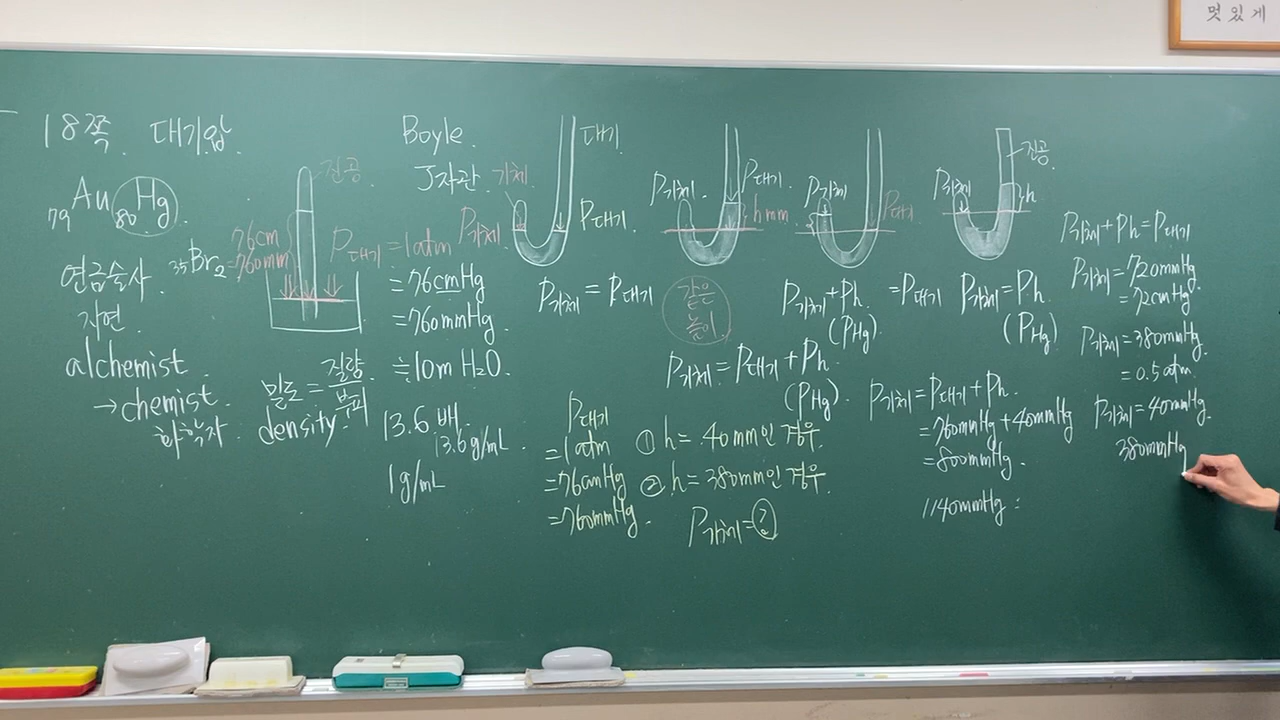 멋있게
18쪽. 대기압
79Au 80Hg
연금술사.
자연.
alchemist.
→chemist.
화학자.
35Br2
진공.
76cm
=760mm
P대기=1atm
=76cmHg
=760mmHg.
≒10mH2O.
밀도=질량/부피
density.
13.6배.
13.6g/mL.
1g/mL
Boyle.
J자관.
기체.
P기체
대기.
P대기
P기체=P대기
P기체.
P대기.
hmm
같은
높이
P기체=P대기+Ph
(PHg).
P대기
=1atm
=76cmHg
=760mmHg.
① h=40mm인 경우.
② h=380mm인 경우.
P기체=?
P기체
P대기
P기체+Ph=P대기
(PHg)
P기체=P대기+Ph.
=760mmHg+40mmHg
=800mmHg.
1140mmHg=
진공.
P기체
h
P기체=Ph.
(PHg)
P기체+Ph=P대기
P기체=720mmHg.
=72cmHg.
P기체=380mmHg.
=0.5atm
P기체=40mmHg.
380mmHg